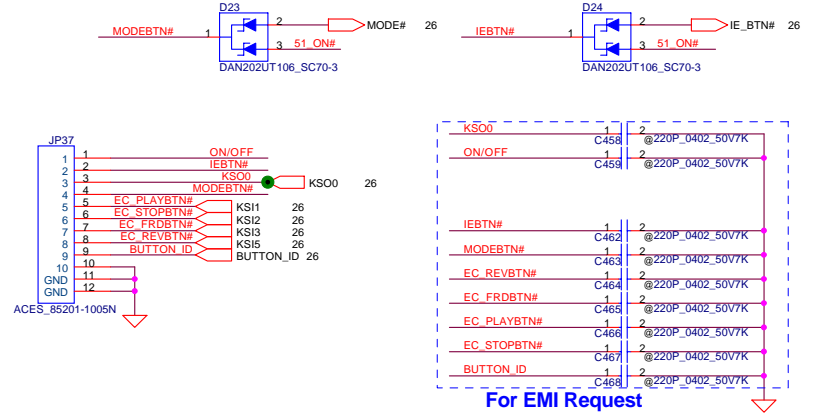 D23
MODEBTN# 1 2 MODE# 26
3 51_ON#
DAN202UT106_SC70-3
D24
IEBTN# 1 2 IE_BTN# 26
3 51_ON#
DAN202UT106_SC70-3
JP37
1 1 ON/OFF
2 2 IEBTN#
3 3 KSO0 KSO0 26
4 4 MODEBTN#
5 5 EC_PLAYBTN# KSI1 26
6 6 EC_STOPBTN# KSI2 26
7 7 EC_FRDBTN# KSI3 26
8 8 EC_REVBTN# KSI5 26
9 9 BUTTON_ID BUTTON_ID 26
10 10
GND 11
GND 12
ACES_85201-1005N
KSO0 1 2
C458 @220P_0402_50V7K
ON/OFF 1 2
C459 @220P_0402_50V7K
IEBTN# 1 2
C462 @220P_0402_50V7K
MODEBTN# 1 2
C463 @220P_0402_50V7K
EC_REVBTN# 1 2
C464 @220P_0402_50V7K
EC_FRDBTN# 1 2
C465 @220P_0402_50V7K
EC_PLAYBTN# 1 2
C466 @220P_0402_50V7K
EC_STOPBTN# 1 2
C467 @220P_0402_50V7K
BUTTON_ID 1 2
C468 @220P_0402_50V7K
For EMI Request